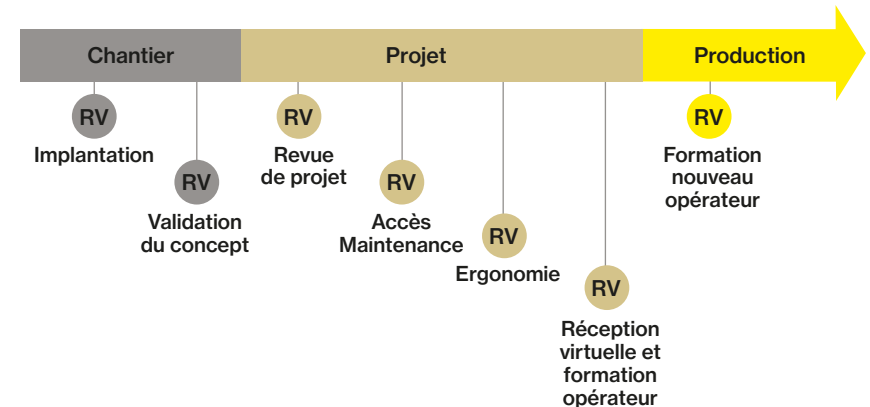 Chantier
Projet
Production
RV
Implantation
RV
Validation
du concept
RV
Revue
de projet
RV
Accès
Maintenance
RV
Ergonomie
RV
Réception
virtuelle et
formation
opérateur
RV
Formation
nouveau
opérateur